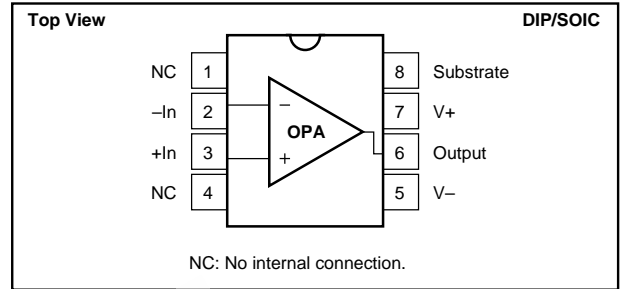 Top View DIP/SOIC
NC 1 8 Substrate
–In 2 – 7 V+
OPA
+In 3 + 6 Output
NC 4 5 V–
NC: No internal connection.